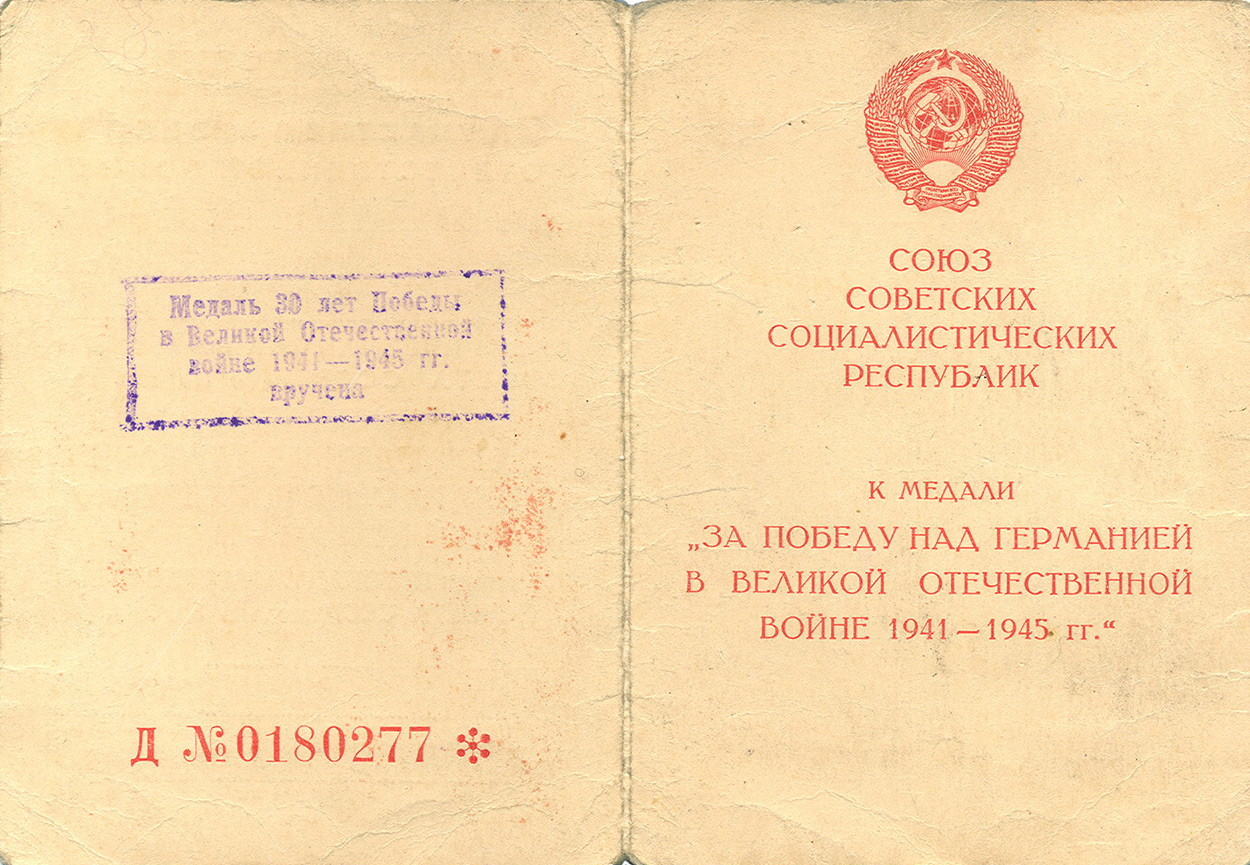 Медаль 30 лет Победы
в Великой Отечественной
войне 1941—1945 гг.
вручена
Д №0180277
СОЮЗ
СОВЕТСКИХ
СОЦИАЛИСТИЧЕСКИХ
РЕСПУБЛИК
К МЕДАЛИ
„ЗА ПОБЕДУ НАД ГЕРМАНИЕЙ
В ВЕЛИКОЙ ОТЕЧЕСТВЕННОЙ
ВОЙНЕ 1941—1945 гг.“